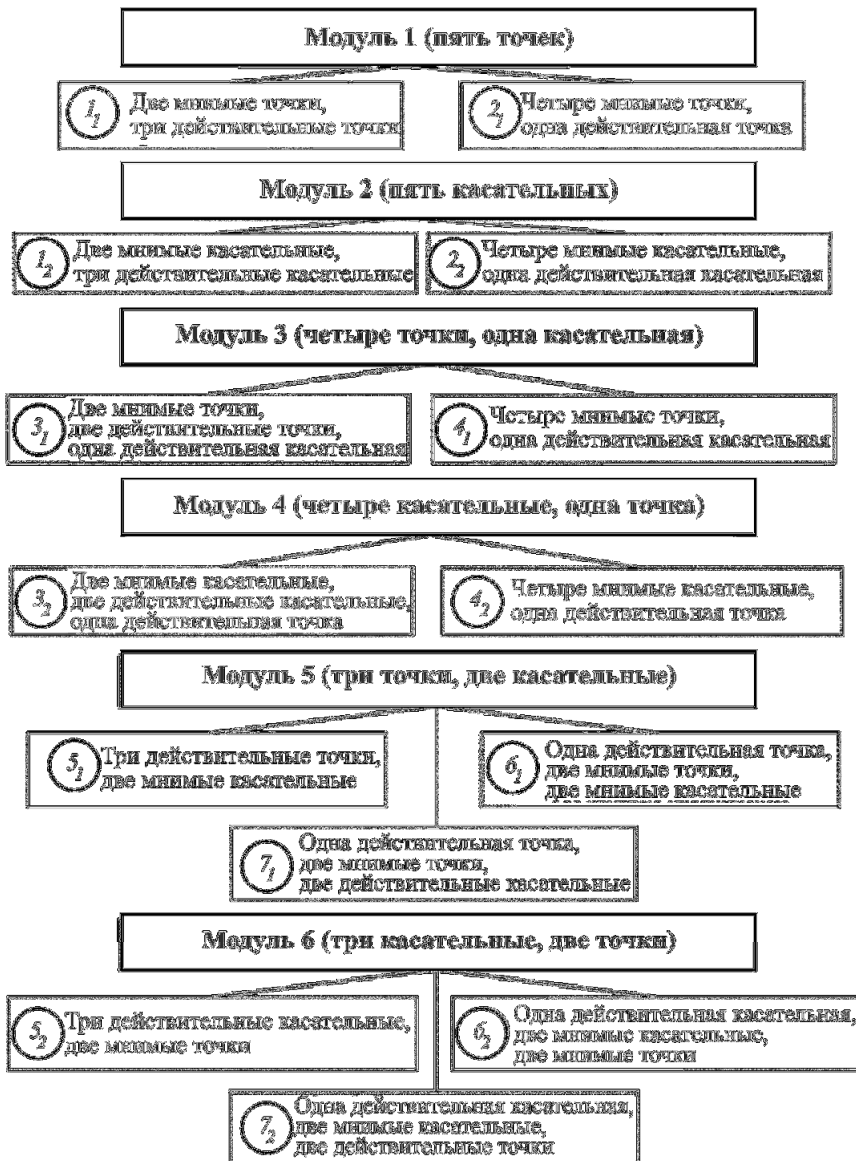 Модуль 1 (пять точек)
1₁ Две мнимые точки,
три действительные точки
2₁ Четыре мнимые точки,
одна действительная точка
Модуль 2 (пять касательных)
1₂ Две мнимые касательные,
три действительные касательные
2₂ Четыре мнимые касательные,
одна действительная касательная
Модуль 3 (четыре точки, одна касательная)
3₁ Две мнимые точки,
две действительные точки,
одна действительная касательная
4₁ Четыре мнимые точки,
одна действительная касательная
Модуль 4 (четыре касательные, одна точка)
3₂ Две мнимые касательные,
две действительные касательные,
одна действительная точка
4₂ Четыре мнимые касательные,
одна действительная точка
Модуль 5 (три точки, две касательные)
5₁ Три действительные точки,
две мнимые касательные
6₁ Одна действительная точка,
две мнимые точки,
две мнимые касательные
7₁ Одна действительная точка,
две мнимые точки,
две действительные касательные
Модуль 6 (три касательные, две точки)
5₂ Три действительные касательные,
две мнимые точки
6₂ Одна действительная касательная,
две мнимые касательные,
две мнимые точки
7₂ Одна действительная касательная,
две мнимые касательные,
две действительные точки